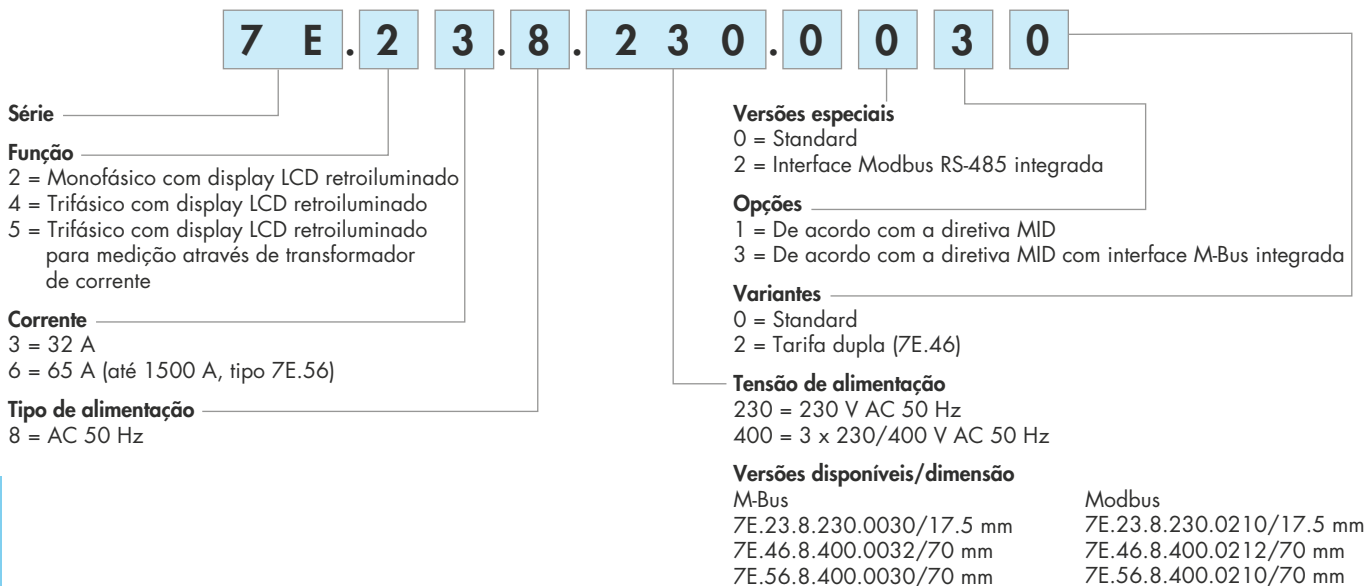 7 E . 2 3 . 8 . 2 3 0 . 0 0 3 0
Série
Função
2 = Monofásico com display LCD retroiluminado
4 = Trifásico com display LCD retroiluminado
5 = Trifásico com display LCD retroiluminado
para medição através de transformador
de corrente
Corrente
3 = 32 A
6 = 65 A (até 1500 A, tipo 7E.56)
Tipo de alimentação
8 = AC 50 Hz
Versões especiais
0 = Standard
2 = Interface Modbus RS-485 integrada
Opções
1 = De acordo com a diretiva MID
3 = De acordo com a diretiva MID com interface M-Bus integrada
Variantes
0 = Standard
2 = Tarifa dupla (7E.46)
Tensão de alimentação
230 = 230 V AC 50 Hz
400 = 3 x 230/400 V AC 50 Hz
Versões disponíveis/dimensão
M-Bus
7E.23.8.230.0030/17.5 mm
7E.46.8.400.0032/70 mm
7E.56.8.400.0030/70 mm
Modbus
7E.23.8.230.0210/17.5 mm
7E.46.8.400.0212/70 mm
7E.56.8.400.0210/70 mm